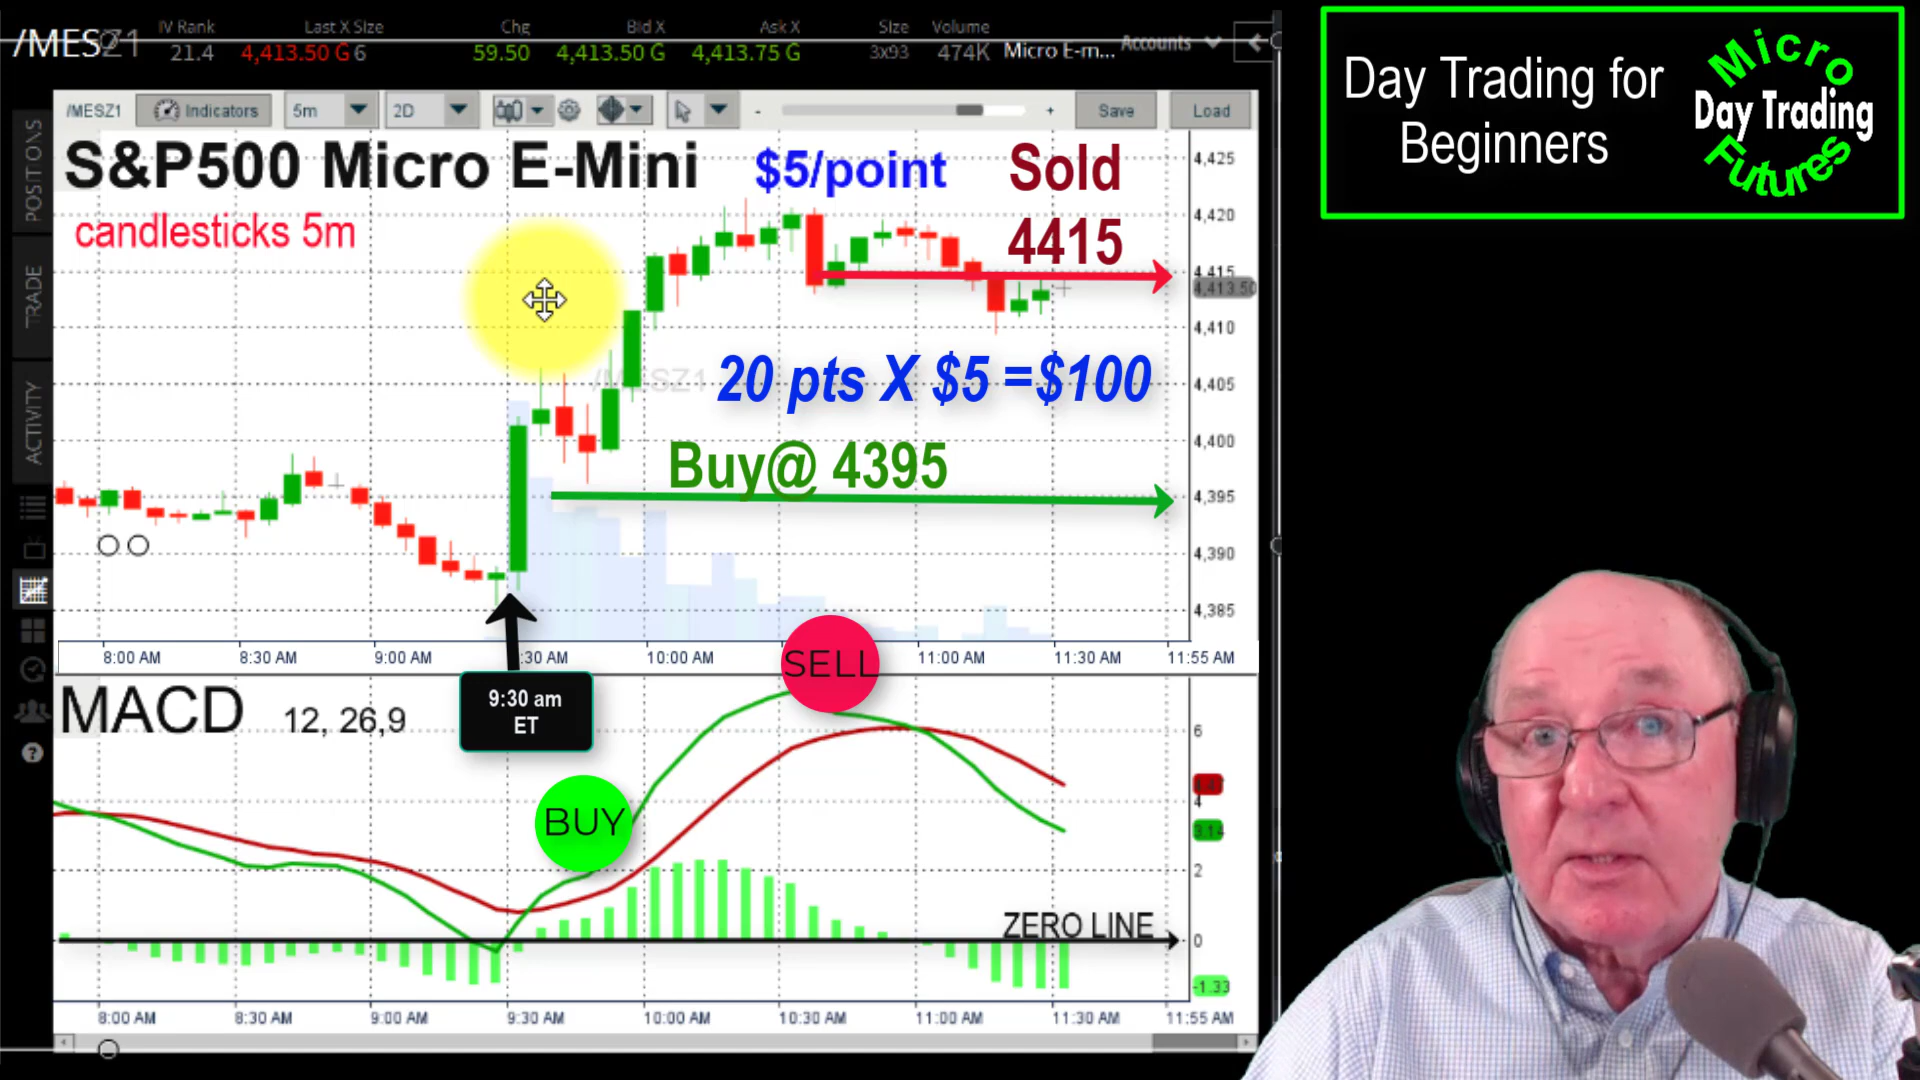 /MESZ1
IV Rank
21.4
Last X Size
4,413.50 G 6
Chg
59.50
Bid X
4,413.50 G
Ask X
4,413.75 G
Size
3x93
Volume
474K
Micro E-m...
Accounts
/MESZ1
Indicators
5m
2D
-
+
Save
Load
POSITIONS
TRADE
ACTIVITY
S&P500 Micro E-Mini
$5/point
Sold
4415
candlesticks 5m
/MESZ1
20 pts X $5 =$100
Buy@ 4395
4,425
4,420
4,415
4,413.50
4,410
4,405
4,400
4,395
4,390
4,385
8:00 AM
8:30 AM
9:00 AM
:30 AM
10:00 AM
11:00 AM
11:30 AM
11:55 AM
SELL
MACD
12, 26,9
9:30 am
ET
BUY
ZERO LINE
6
4
3.14
2
0
-1.33
8:00 AM
8:30 AM
9:00 AM
9:30 AM
10:00 AM
10:30 AM
11:00 AM
11:30 AM
11:55 AM
Day Trading for
Beginners
Micro
Day Trading
Futures